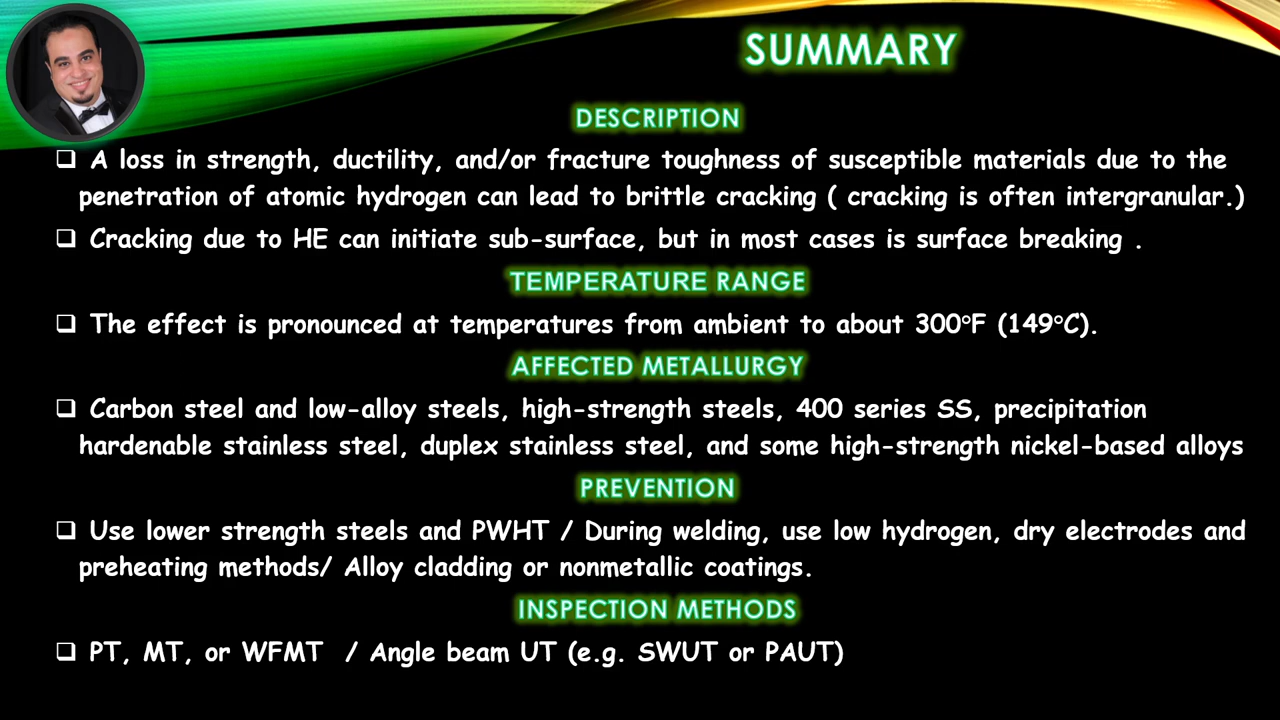 SUMMARY
DESCRIPTION
❑ A loss in strength, ductility, and/or fracture toughness of susceptible materials due to the
penetration of atomic hydrogen can lead to brittle cracking ( cracking is often intergranular.)
❑ Cracking due to HE can initiate sub-surface, but in most cases is surface breaking .
TEMPERATURE RANGE
❑ The effect is pronounced at temperatures from ambient to about 300°F (149°C).
AFFECTED METALLURGY
❑ Carbon steel and low-alloy steels, high-strength steels, 400 series SS, precipitation
hardenable stainless steel, duplex stainless steel, and some high-strength nickel-based alloys
PREVENTION
❑ Use lower strength steels and PWHT / During welding, use low hydrogen, dry electrodes and
preheating methods/ Alloy cladding or nonmetallic coatings.
INSPECTION METHODS
❑ PT, MT, or WFMT / Angle beam UT (e.g. SWUT or PAUT)